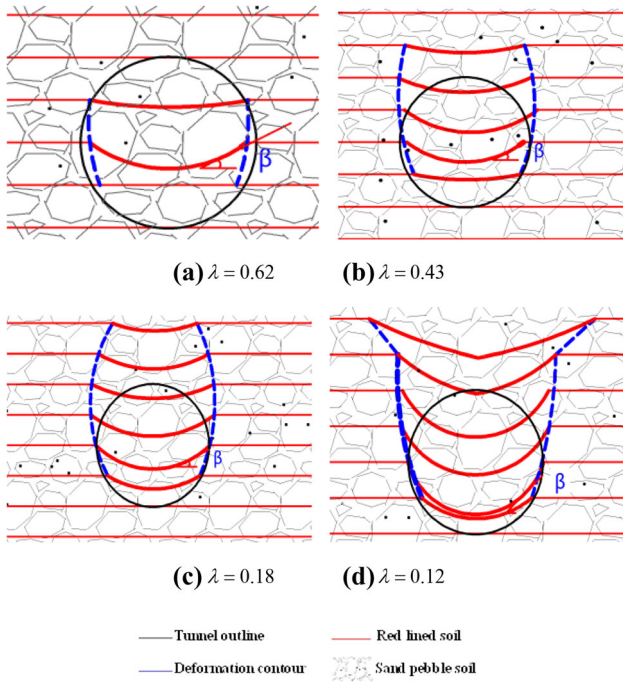 β
β
(a) λ = 0.62
(b) λ = 0.43
β
β
(c) λ = 0.18
(d) λ = 0.12
Tunnel outline
Red lined soil
Deformation contour
Sand pebble soil